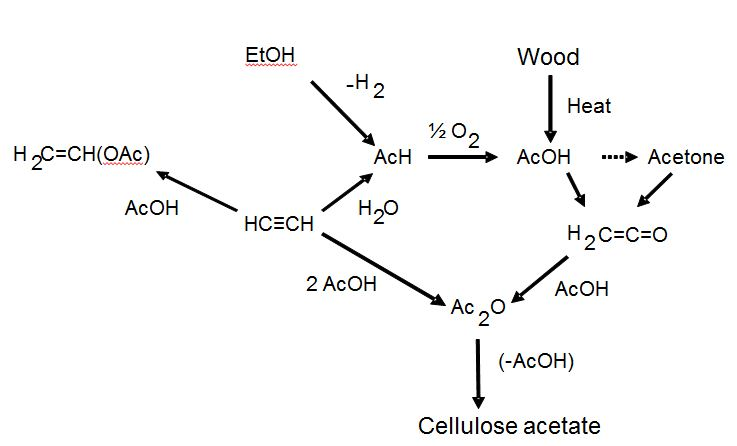 EtOH
Wood
-H2
Heat
½ O2
H2C=CH(OAc)
AcH
AcOH
Acetone
AcOH
H2O
HC≡CH
H2C=C=O
2 AcOH
AcOH
Ac2O
(-AcOH)
Cellulose acetate